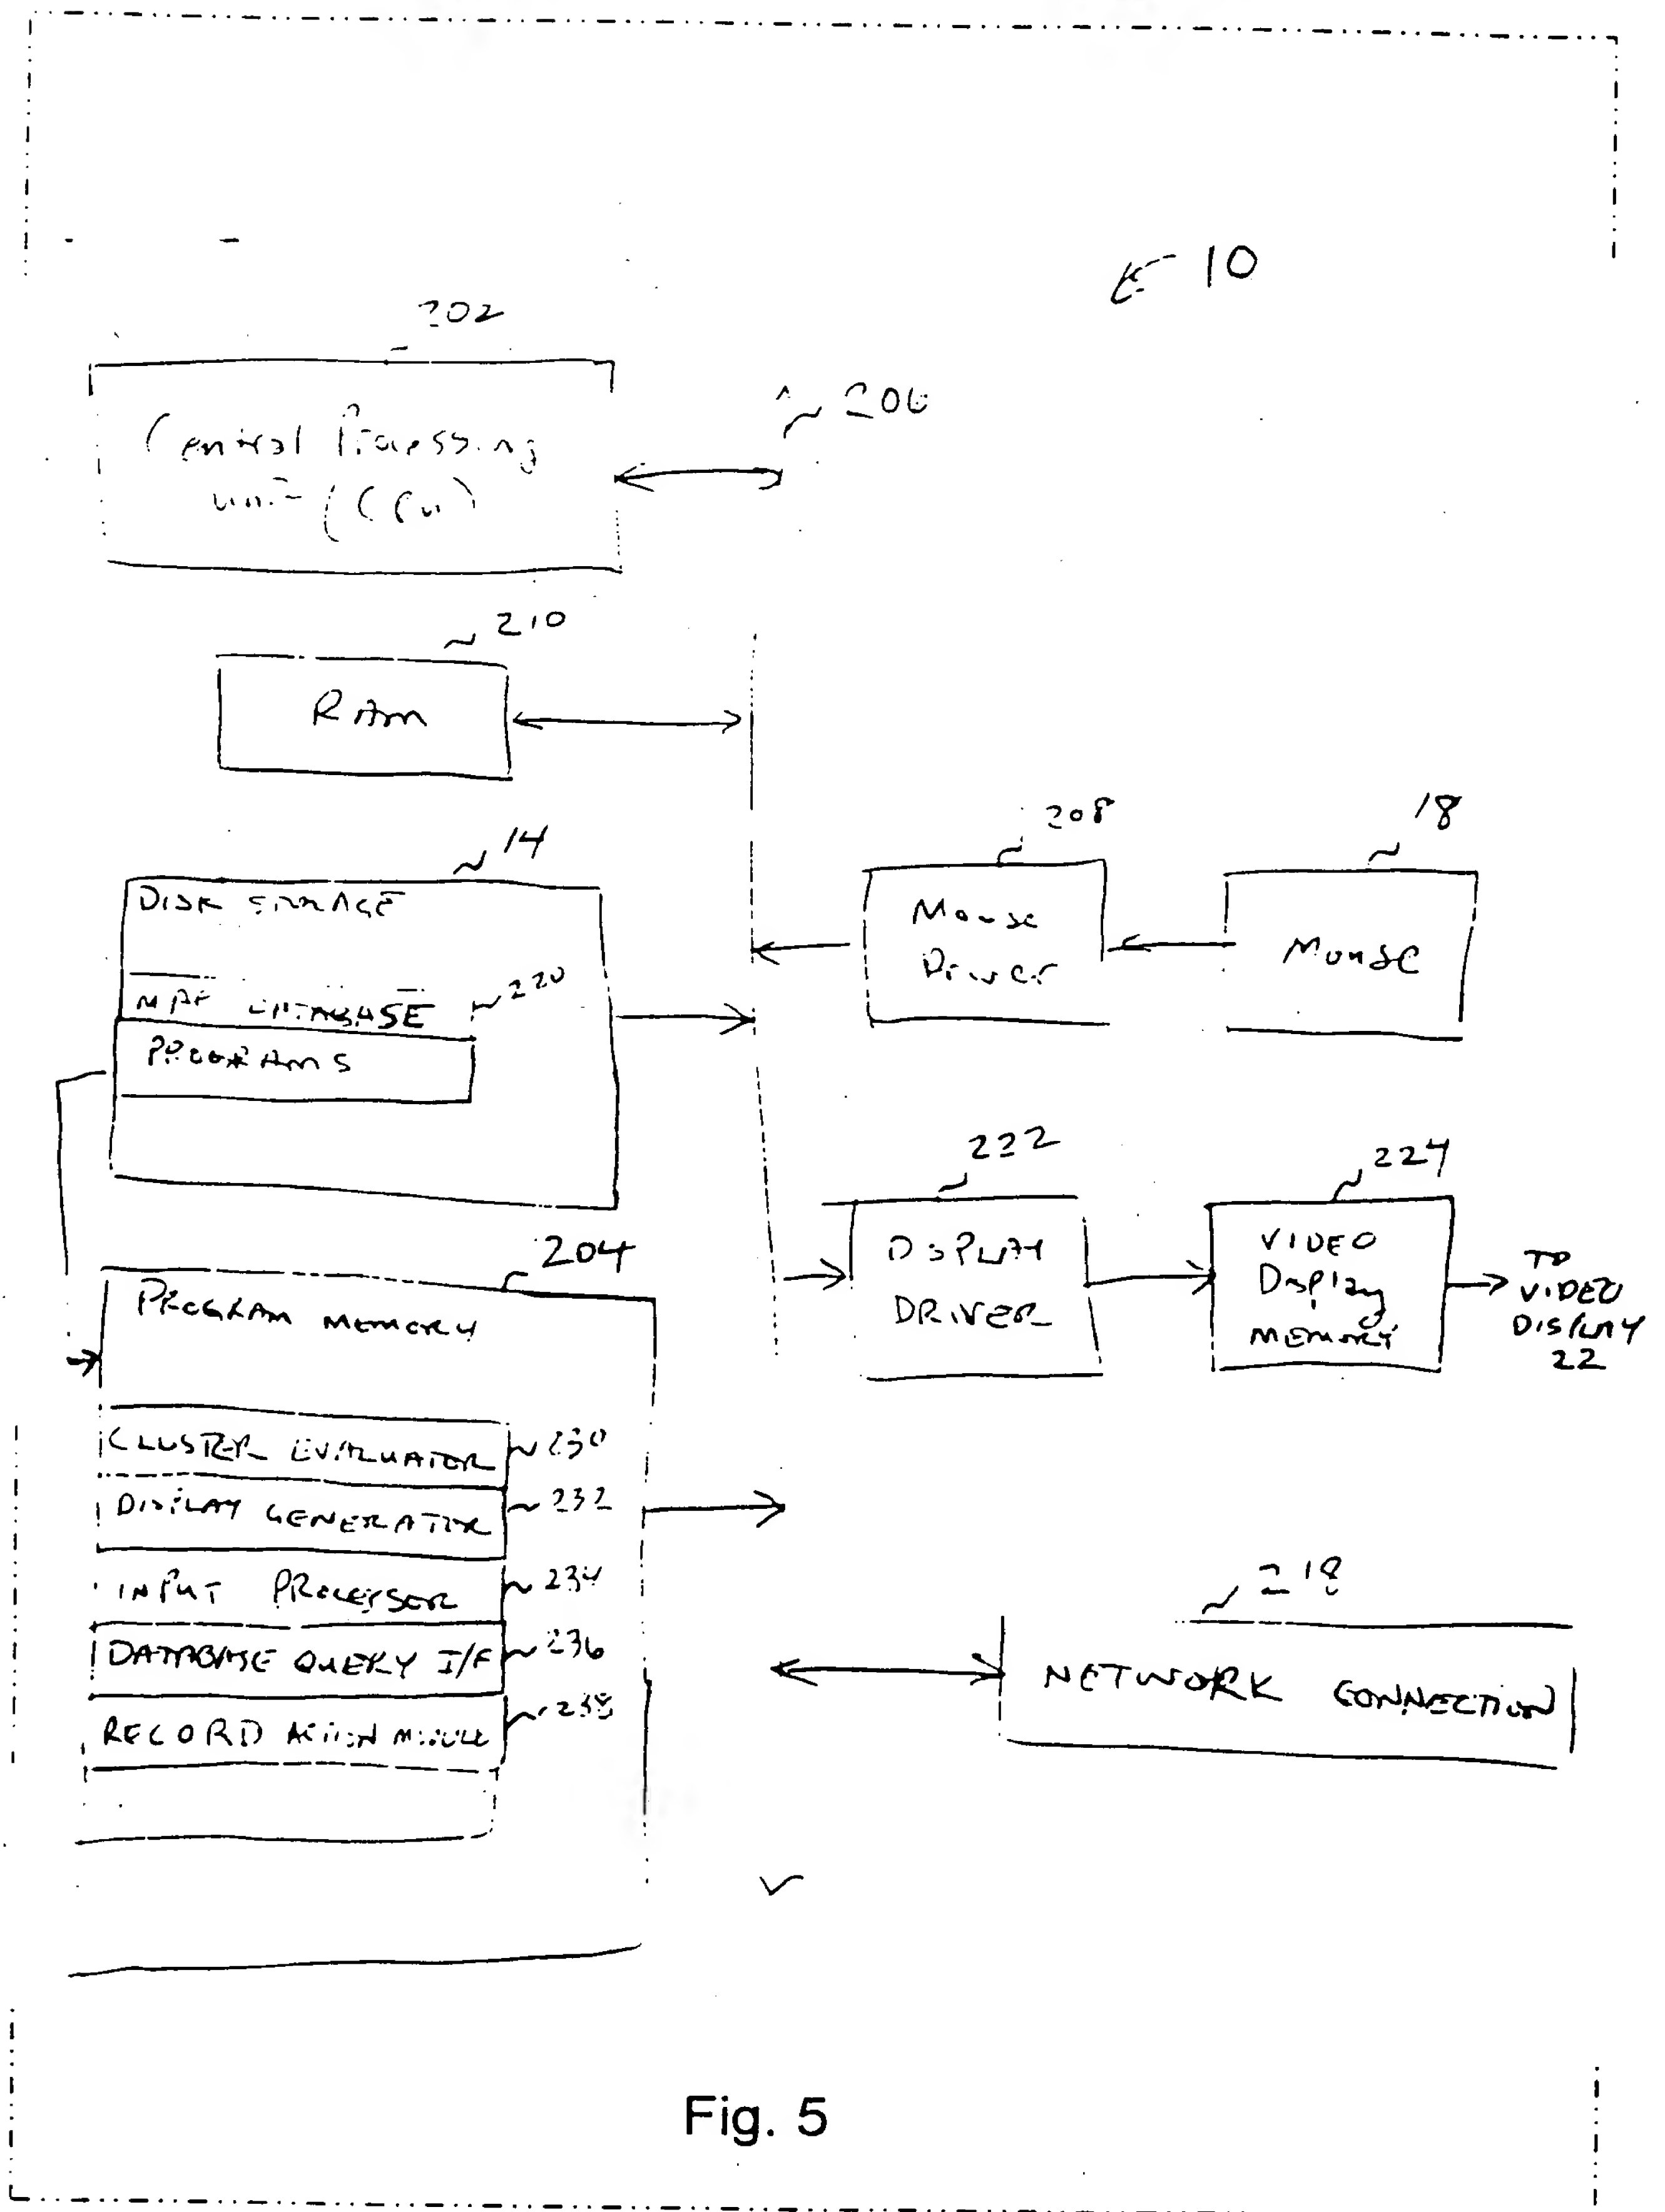 10
202
206
Central Processing
unit (CPU)
210
RAM
14
DISK STORAGE
MAP DATABASE
220
PROGRAMS
208
Mouse
Driver
18
Mouse
222
DISPLAY
DRIVER
224
VIDEO
Display
MEMORY
TO
VIDEO
DISPLAY
22
204
PROGRAM MEMORY
CLUSTER EVALUATOR
230
DISPLAY GENERATOR
232
INPUT PROCESSOR
234
DATABASE QUERY I/F
236
RECORD ACTION MODULE
238
218
NETWORK CONNECTION
Fig. 5